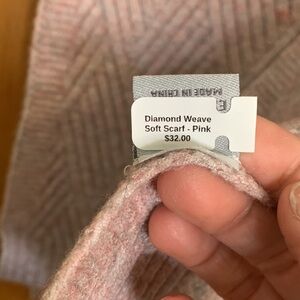 MADE IN CHINA
E
Diamond Weave
Soft Scarf - Pink
$32.00